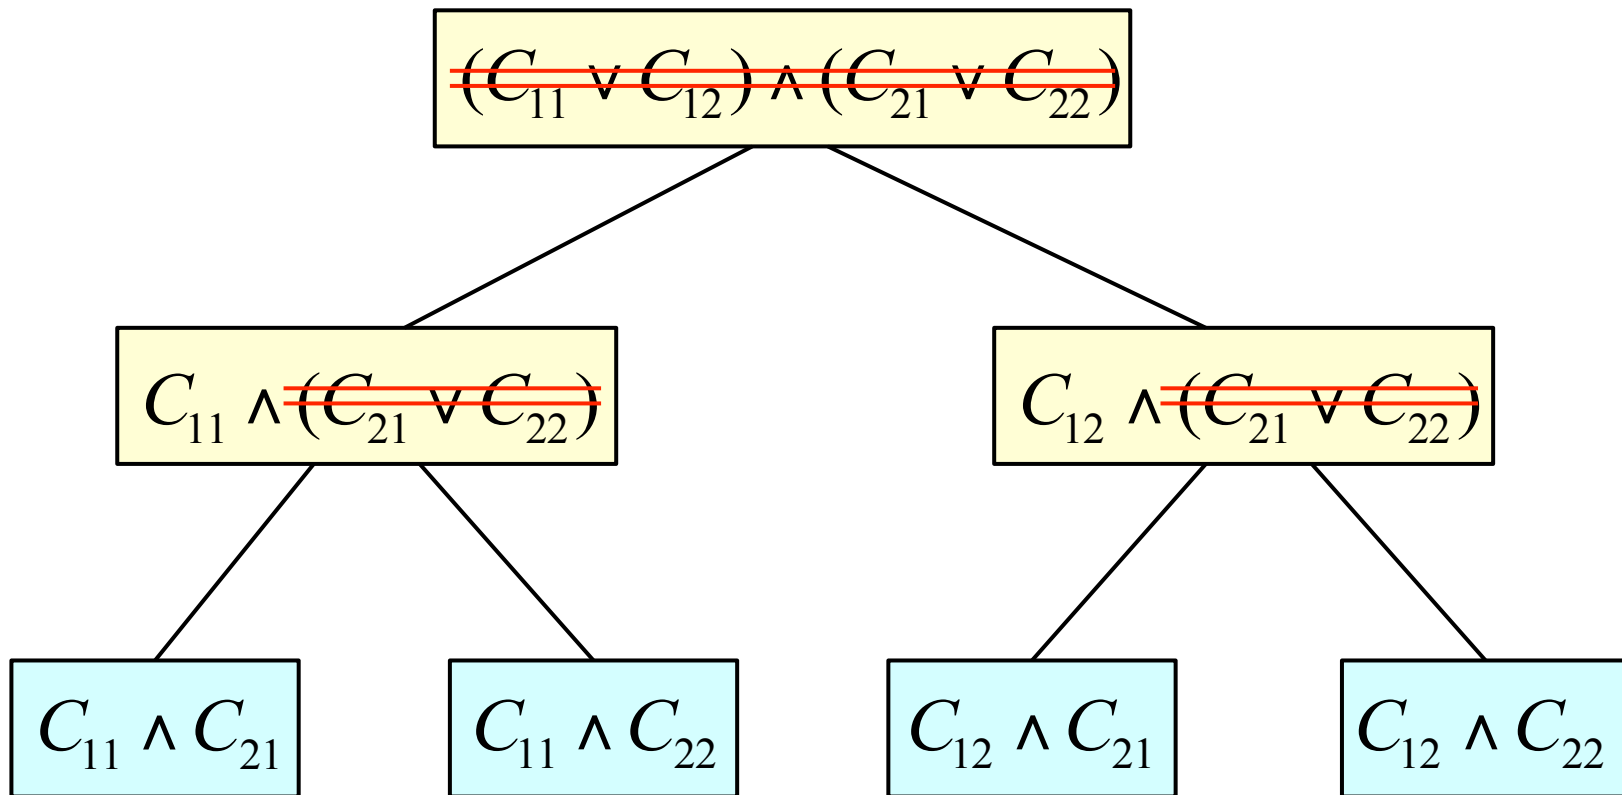 (C₁₁ ∨ C₁₂) ∧ (C₂₁ ∨ C₂₂)
C₁₁ ∧ (C₂₁ ∨ C₂₂)
C₁₂ ∧ (C₂₁ ∨ C₂₂)
C₁₁ ∧ C₂₁
C₁₁ ∧ C₂₂
C₁₂ ∧ C₂₁
C₁₂ ∧ C₂₂